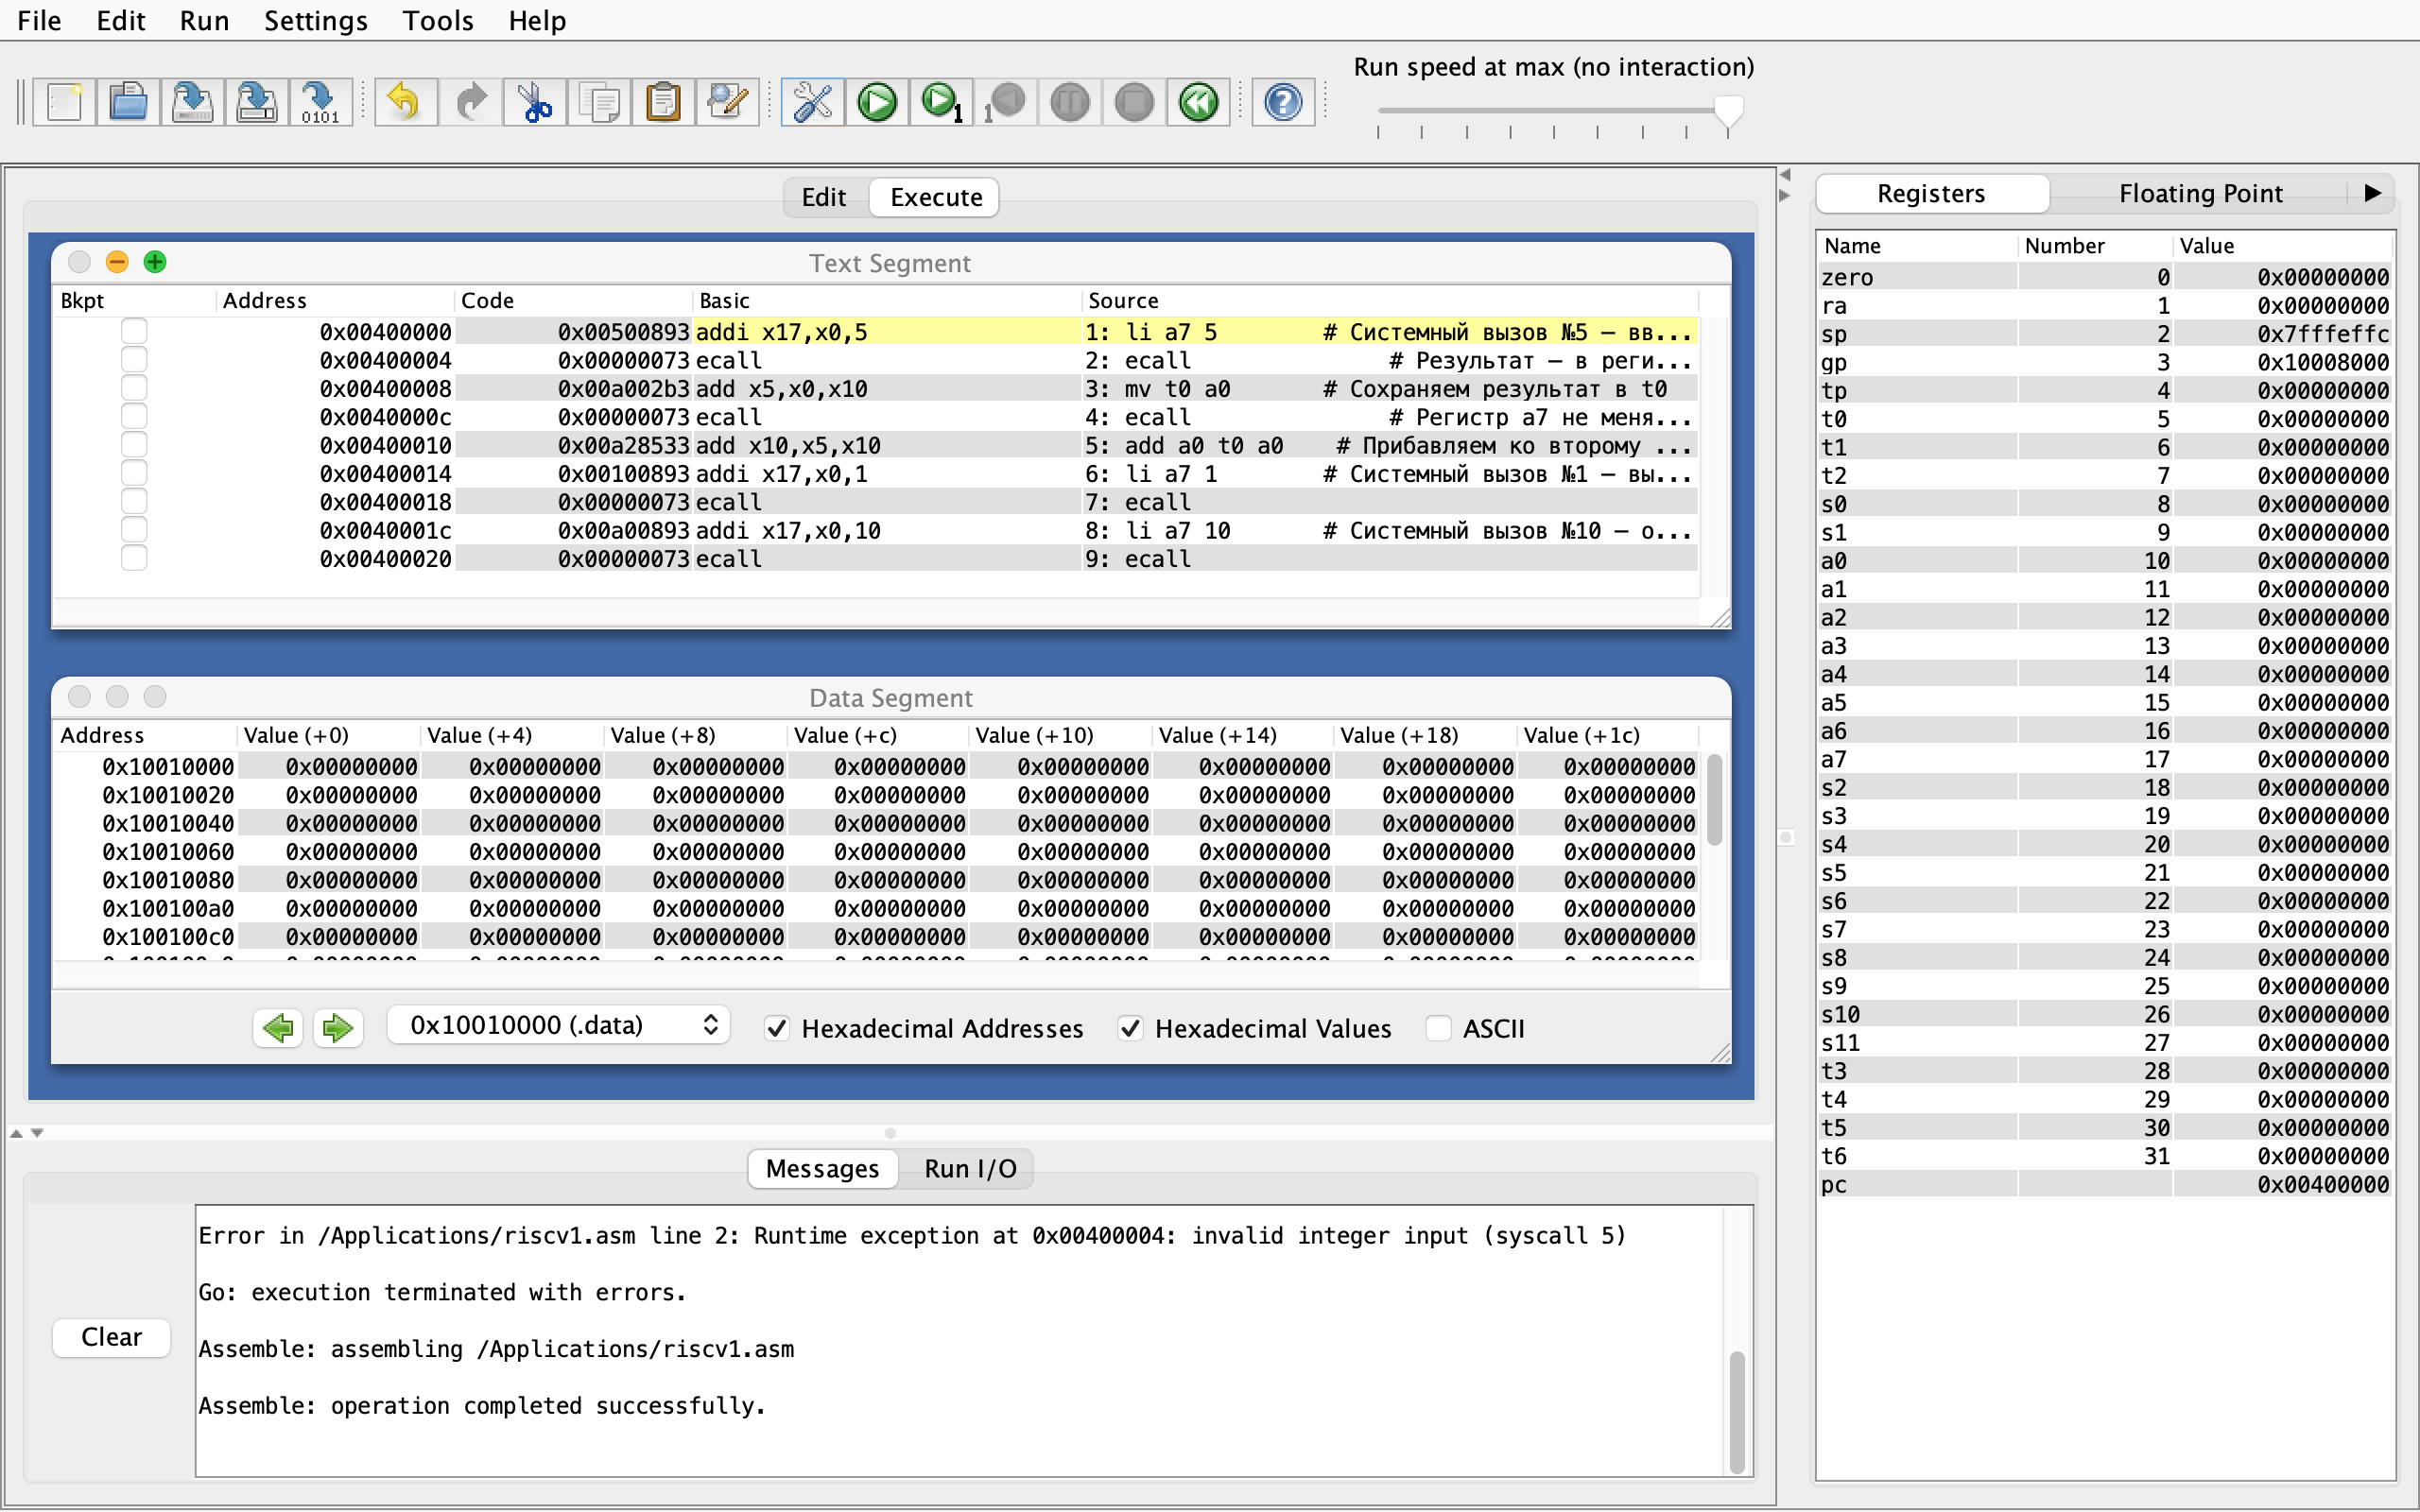 File Edit Run Settings Tools Help
Run speed at max (no interaction)
0101
1
1
Edit Execute
Text Segment
Bkpt Address Code Basic Source
0x00400000 0x00500893 addi x17,x0,5 1: li a7 5 # Системный вызов №5 — вв...
0x00400004 0x00000073 ecall 2: ecall # Результат — в реги...
0x00400008 0x00a002b3 add x5,x0,x10 3: mv t0 a0 # Сохраняем результат в t0
0x0040000c 0x00000073 ecall 4: ecall # Регистр a7 не меня...
0x00400010 0x00a28533 add x10,x5,x10 5: add a0 t0 a0 # Прибавляем ко второму ...
0x00400014 0x00100893 addi x17,x0,1 6: li a7 1 # Системный вызов №1 — вы...
0x00400018 0x00000073 ecall 7: ecall
0x0040001c 0x00a00893 addi x17,x0,10 8: li a7 10 # Системный вызов №10 — о...
0x00400020 0x00000073 ecall 9: ecall
Data Segment
Address Value (+0) Value (+4) Value (+8) Value (+c) Value (+10) Value (+14) Value (+18) Value (+1c)
0x10010000 0x00000000 0x00000000 0x00000000 0x00000000 0x00000000 0x00000000 0x00000000 0x00000000
0x10010020 0x00000000 0x00000000 0x00000000 0x00000000 0x00000000 0x00000000 0x00000000 0x00000000
0x10010040 0x00000000 0x00000000 0x00000000 0x00000000 0x00000000 0x00000000 0x00000000 0x00000000
0x10010060 0x00000000 0x00000000 0x00000000 0x00000000 0x00000000 0x00000000 0x00000000 0x00000000
0x10010080 0x00000000 0x00000000 0x00000000 0x00000000 0x00000000 0x00000000 0x00000000 0x00000000
0x100100a0 0x00000000 0x00000000 0x00000000 0x00000000 0x00000000 0x00000000 0x00000000 0x00000000
0x100100c0 0x00000000 0x00000000 0x00000000 0x00000000 0x00000000 0x00000000 0x00000000 0x00000000
0x10010000 (.data) Hexadecimal Addresses Hexadecimal Values ASCII
Messages Run I/O
Error in /Applications/riscv1.asm line 2: Runtime exception at 0x00400004: invalid integer input (syscall 5)
Go: execution terminated with errors.
Assemble: assembling /Applications/riscv1.asm
Assemble: operation completed successfully.
Clear
Registers Floating Point
Name Number Value
zero 0 0x00000000
ra 1 0x00000000
sp 2 0x7fffeffc
gp 3 0x10008000
tp 4 0x00000000
t0 5 0x00000000
t1 6 0x00000000
t2 7 0x00000000
s0 8 0x00000000
s1 9 0x00000000
a0 10 0x00000000
a1 11 0x00000000
a2 12 0x00000000
a3 13 0x00000000
a4 14 0x00000000
a5 15 0x00000000
a6 16 0x00000000
a7 17 0x00000000
s2 18 0x00000000
s3 19 0x00000000
s4 20 0x00000000
s5 21 0x00000000
s6 22 0x00000000
s7 23 0x00000000
s8 24 0x00000000
s9 25 0x00000000
s10 26 0x00000000
s11 27 0x00000000
t3 28 0x00000000
t4 29 0x00000000
t5 30 0x00000000
t6 31 0x00000000
pc 0x00400000